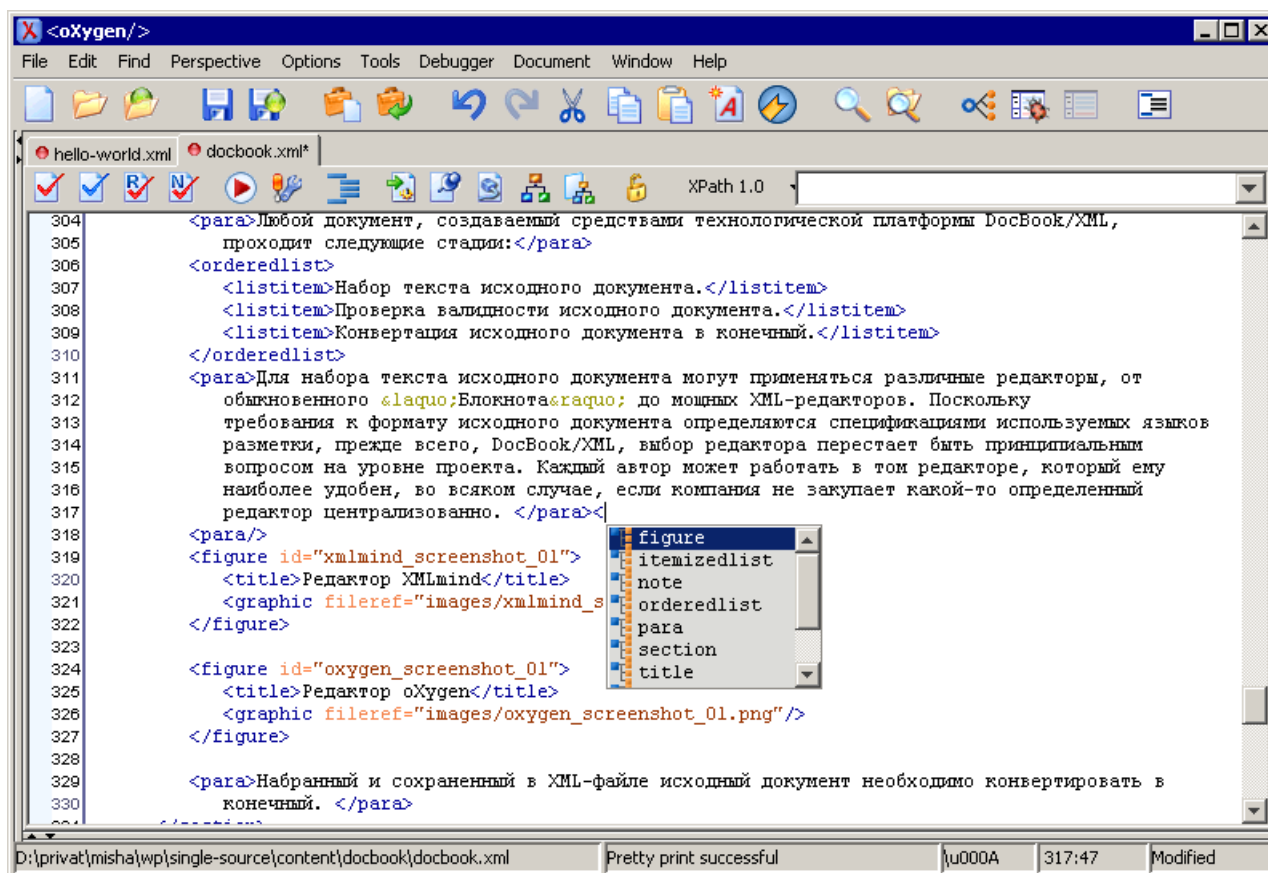 <oXygen/>
File Edit Find Perspective Options Tools Debugger Document Window Help
hello-world.xml docbook.xml*
XPath 1.0
304 <para>Любой документ, создаваемый средствами технологической платформы DocBook/XML,
305 проходит следующие стадии:</para>
306 <orderedlist>
307 <listitem>Набор текста исходного документа.</listitem>
308 <listitem>Проверка валидности исходного документа.</listitem>
309 <listitem>Конвертация исходного документа в конечный.</listitem>
310 </orderedlist>
311 <para>Для набора текста исходного документа могут применяться различные редакторы, от
312 обыкновенного &laquo;Блокнота&raquo; до мощных XML-редакторов. Поскольку
313 требования к формату исходного документа определяются спецификациями используемых языков
314 разметки, прежде всего, DocBook/XML, выбор редактора перестает быть принципиальным
315 вопросом на уровне проекта. Каждый автор может работать в том редакторе, который ему
316 наиболее удобен, во всяком случае, если компания не закупает какой-то определенный
317 редактор централизованно. </para><
318 <para/>
figure
319 <figure id="xmlmind_screenshot_01">
itemizedlist
320 <title>Редактор XMLmind</title>
note
321 <graphic fileref="images/xmlmind_s
orderedlist
322 </figure>
para
323
section
324 <figure id="oxygen_screenshot_01">
title
325 <title>Редактор oXygen</title>
326 <graphic fileref="images/oxygen_screenshot_01.png"/>
327 </figure>
328
329 <para>Набранный и сохраненный в XML-файле исходный документ необходимо конвертировать в
330 конечный. </para>
D:\privat\misha\wp\single-source\content\docbook\docbook.xml Pretty print successful \u000A 317:47 Modified